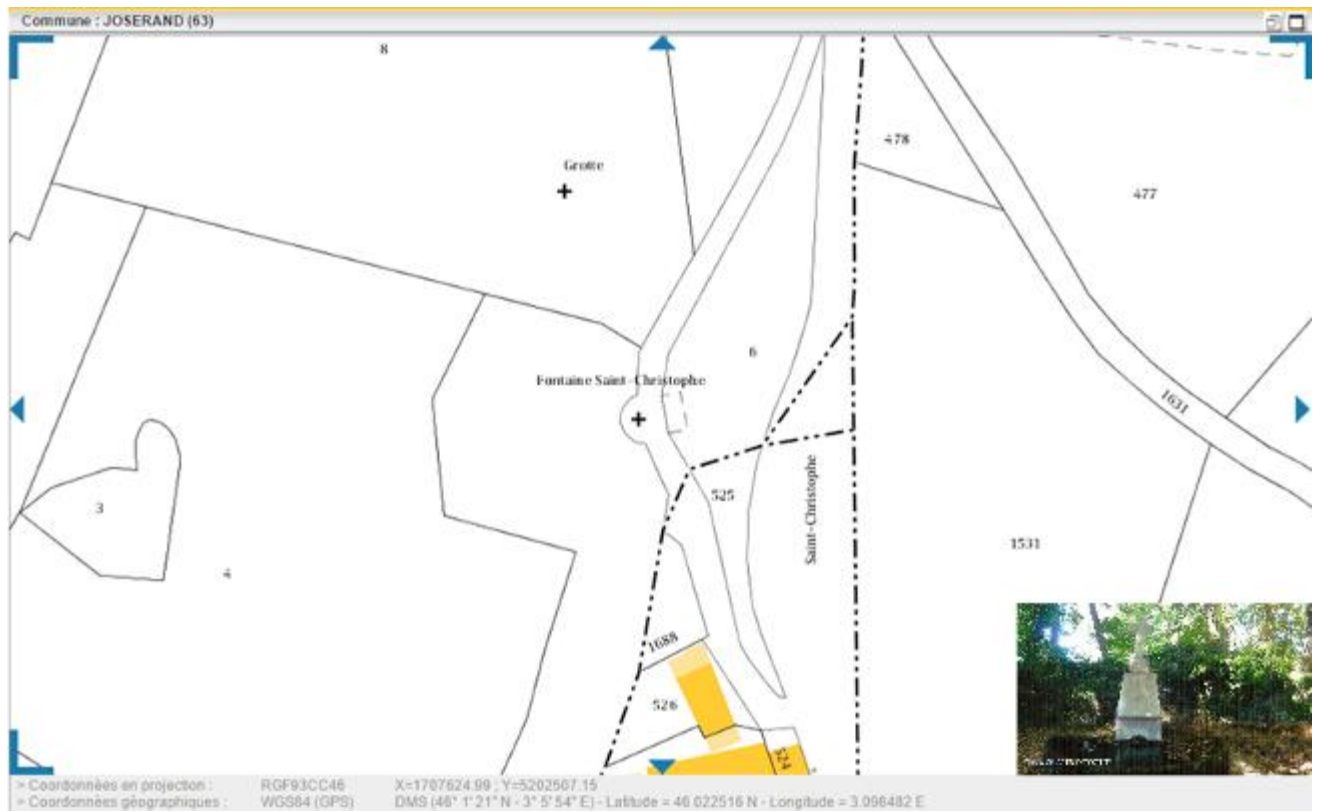 Commune : JOSERAND (63)
8
Grotte
478
477
6
Fontaine Saint-Christophe
1631
3
525
Saint-Christophe
4
1531
1688
526
524
> Coordonnées en projection : RGF93CC46 X=1707624.99 ; Y=5202507.15
> Coordonnées géographiques : WGS84 (GPS) DMS (46° 1'21" N - 3° 5'54" E) - Latitude = 46.022516 N - Longitude = 3.098482 E